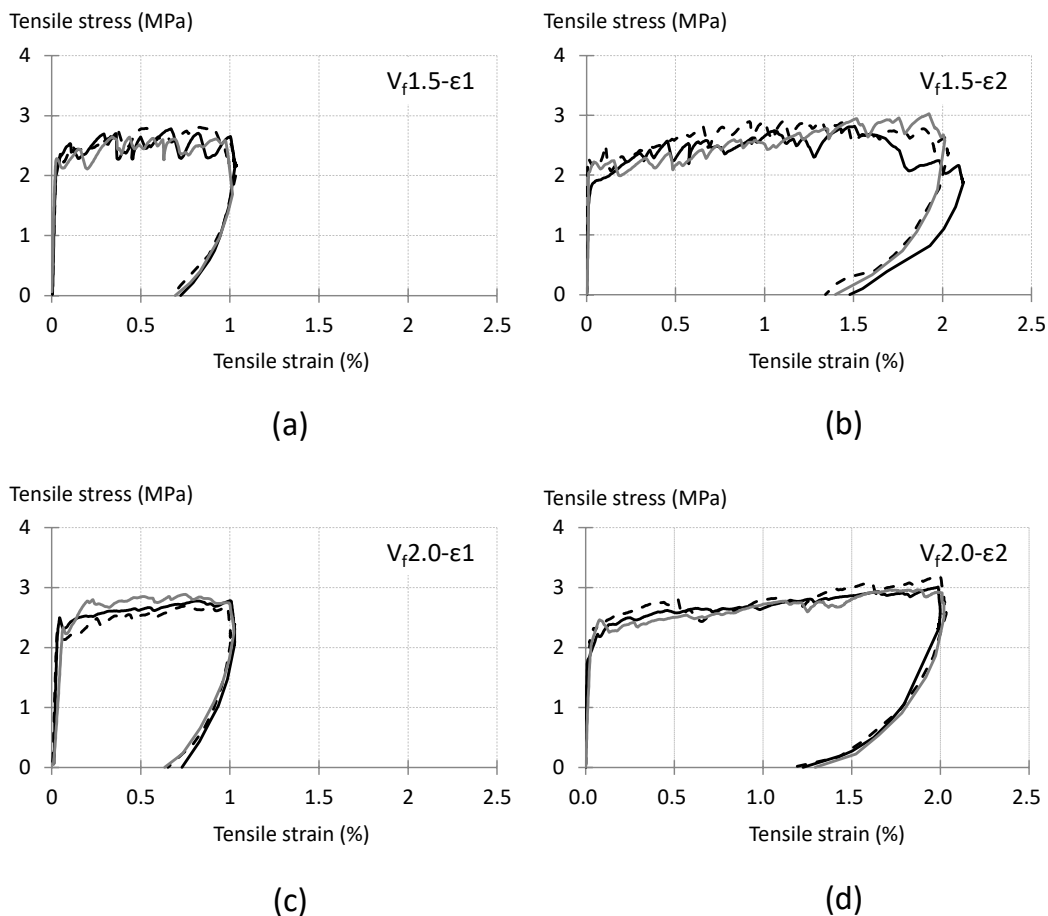 Tensile stress (MPa)
4
3
2
1
0
V_f1.5-ε1
0 0.5 1 1.5 2 2.5
Tensile strain (%)
(a)
Tensile stress (MPa)
4
3
2
1
0
V_f1.5-ε2
0 0.5 1 1.5 2 2.5
Tensile strain (%)
(b)
Tensile stress (MPa)
4
3
2
1
0
V_f2.0-ε1
0 0.5 1 1.5 2 2.5
Tensile strain (%)
(c)
Tensile stress (MPa)
4
3
2
1
0
V_f2.0-ε2
0.0 0.5 1.0 1.5 2.0 2.5
Tensile strain (%)
(d)